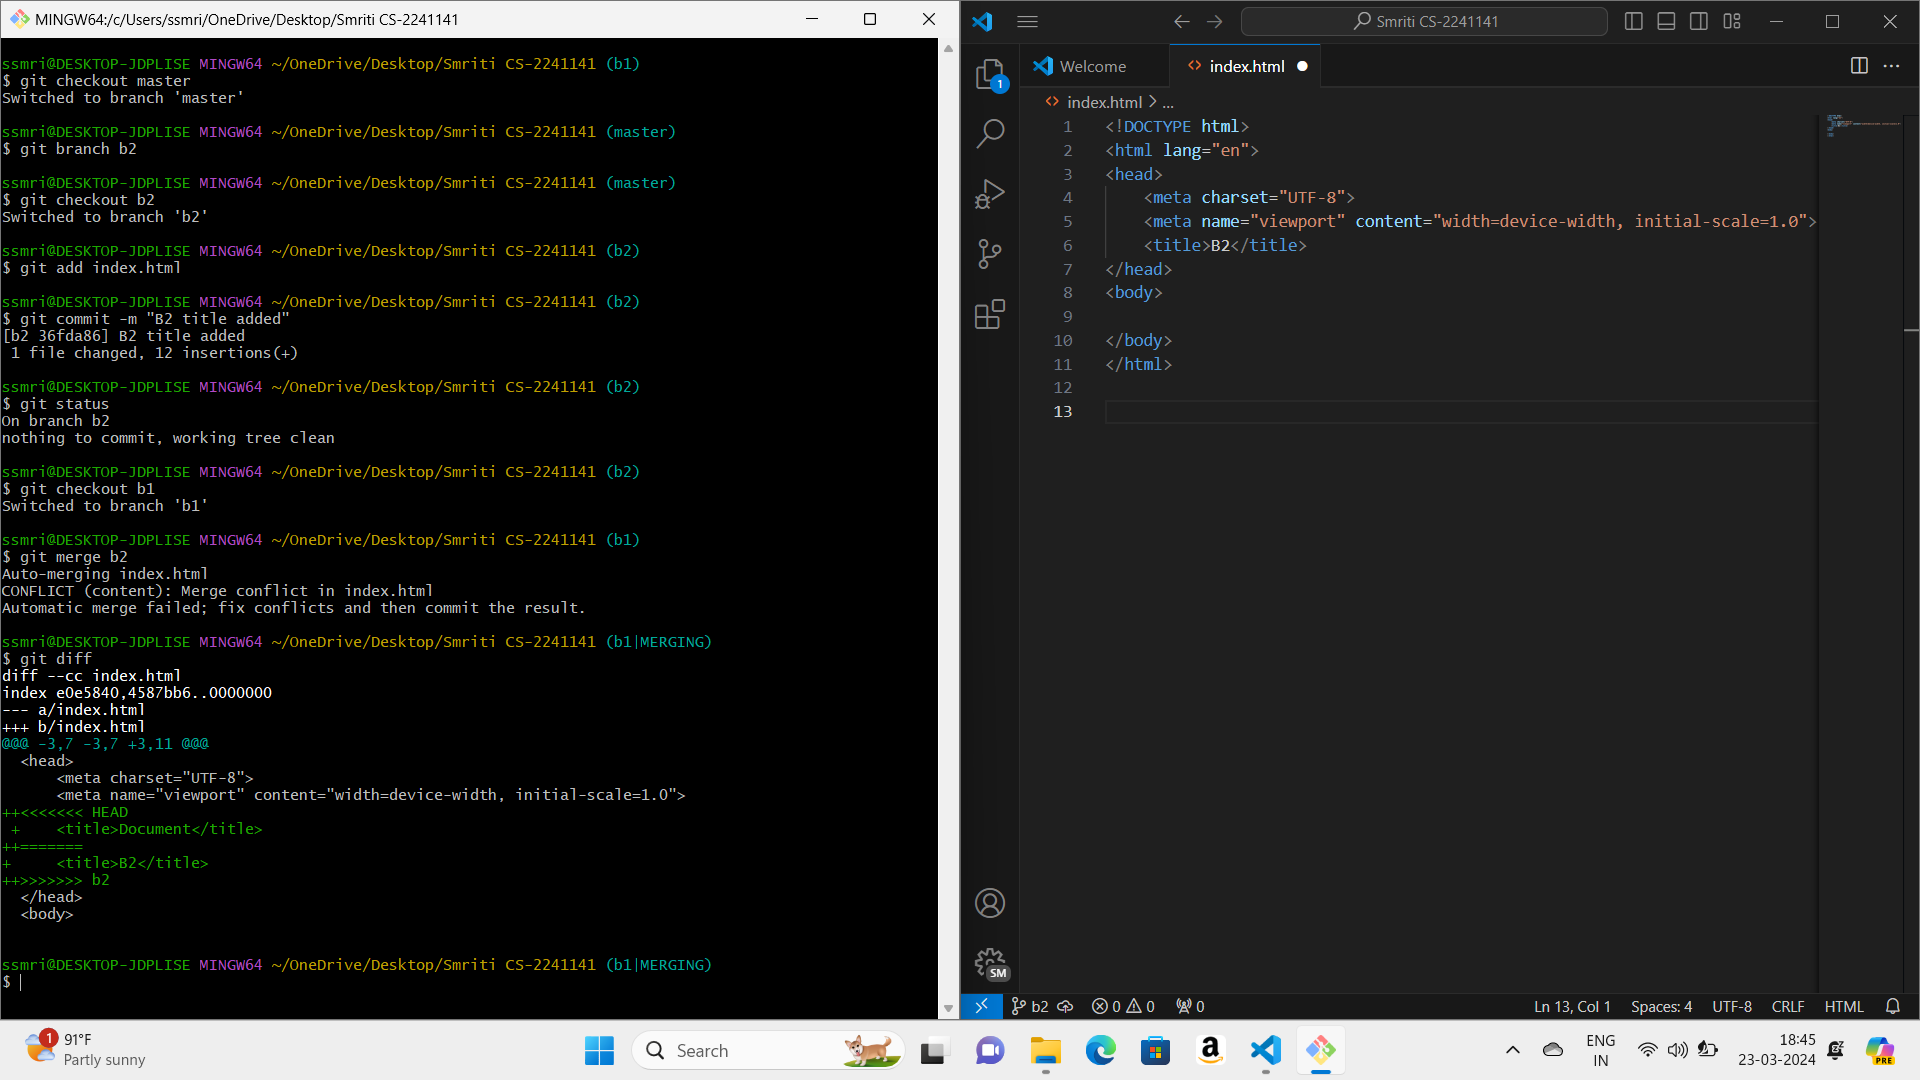 MINGW64:/c/Users/ssmri/OneDrive/Desktop/Smriti CS-2241141
ssmri@DESKTOP-JDPLISE MINGW64 ~/OneDrive/Desktop/Smriti CS-2241141 (b1)
$ git checkout master
Switched to branch 'master'
ssmri@DESKTOP-JDPLISE MINGW64 ~/OneDrive/Desktop/Smriti CS-2241141 (master)
$ git branch b2
ssmri@DESKTOP-JDPLISE MINGW64 ~/OneDrive/Desktop/Smriti CS-2241141 (master)
$ git checkout b2
Switched to branch 'b2'
ssmri@DESKTOP-JDPLISE MINGW64 ~/OneDrive/Desktop/Smriti CS-2241141 (b2)
$ git add index.html
ssmri@DESKTOP-JDPLISE MINGW64 ~/OneDrive/Desktop/Smriti CS-2241141 (b2)
$ git commit -m "B2 title added"
[b2 36fda86] B2 title added
 1 file changed, 12 insertions(+)
ssmri@DESKTOP-JDPLISE MINGW64 ~/OneDrive/Desktop/Smriti CS-2241141 (b2)
$ git status
On branch b2
nothing to commit, working tree clean
ssmri@DESKTOP-JDPLISE MINGW64 ~/OneDrive/Desktop/Smriti CS-2241141 (b2)
$ git checkout b1
Switched to branch 'b1'
ssmri@DESKTOP-JDPLISE MINGW64 ~/OneDrive/Desktop/Smriti CS-2241141 (b1)
$ git merge b2
Auto-merging index.html
CONFLICT (content): Merge conflict in index.html
Automatic merge failed; fix conflicts and then commit the result.
ssmri@DESKTOP-JDPLISE MINGW64 ~/OneDrive/Desktop/Smriti CS-2241141 (b1|MERGING)
$ git diff
diff --cc index.html
index e0e5840,4587bb6..0000000
--- a/index.html
+++ b/index.html
@@@ -3,7 -3,7 +3,11 @@@
  <head>
      <meta charset="UTF-8">
      <meta name="viewport" content="width=device-width, initial-scale=1.0">
++<<<<<<< HEAD
 +    <title>Document</title>
++=======
+     <title>B2</title>
++>>>>>>> b2
  </head>
  <body>
ssmri@DESKTOP-JDPLISE MINGW64 ~/OneDrive/Desktop/Smriti CS-2241141 (b1|MERGING)
$
Smriti CS-2241141
1
Welcome
index.html
index.html > ...
1 <!DOCTYPE html>
2 <html lang="en">
3 <head>
4     <meta charset="UTF-8">
5     <meta name="viewport" content="width=device-width, initial-scale=1.0">
6     <title>B2</title>
7 </head>
8 <body>
9
10 </body>
11 </html>
12
13
SM
b2 0 0 0 Ln 13, Col 1 Spaces: 4 UTF-8 CRLF HTML
1 91°F
Partly sunny
Search
a
PRE
ENG
IN
18:45
23-03-2024